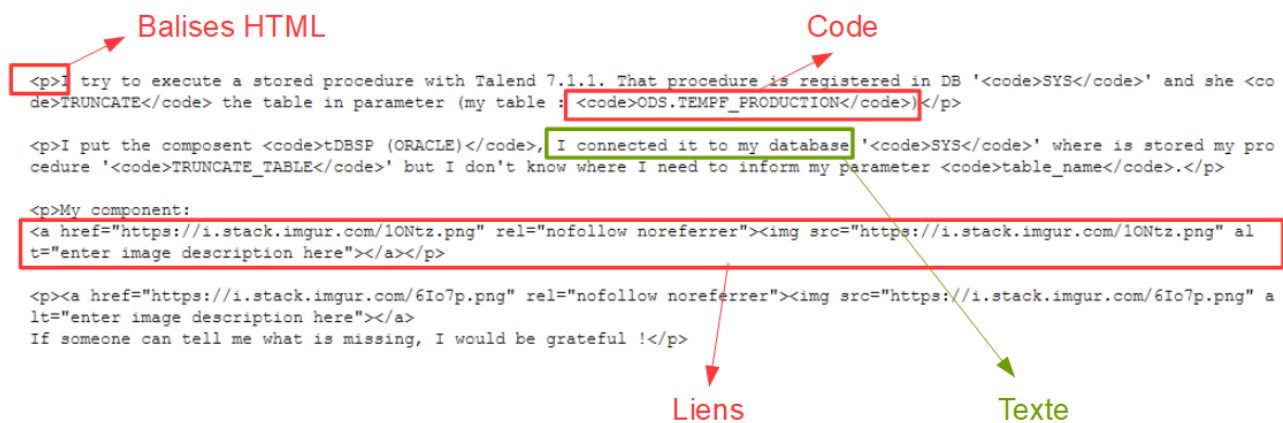 Balises HTML
Code
<p>I try to execute a stored procedure with Talend 7.1.1. That procedure is registered in DB '<code>SYS</code>' and she <co
de>TRUNCATE</code> the table in parameter (my table : <code>ODS.TEMPF_PRODUCTION</code>)</p>
<p>I put the component <code>tDBSP (ORACLE)</code>, I connected it to my database '<code>SYS</code>' where is stored my pro
cedure '<code>TRUNCATE_TABLE</code>' but I don't know where I need to inform my parameter <code>table_name</code>.</p>
<p>My component:
<a href="https://i.stack.imgur.com/1ONtz.png" rel="nofollow noreferrer"><img src="https://i.stack.imgur.com/1ONtz.png" al
t="enter image description here"></a></p>
<p><a href="https://i.stack.imgur.com/6Io7p.png" rel="nofollow noreferrer"><img src="https://i.stack.imgur.com/6Io7p.png" a
lt="enter image description here"></a>
If someone can tell me what is missing, I would be grateful !</p>
Liens
Texte